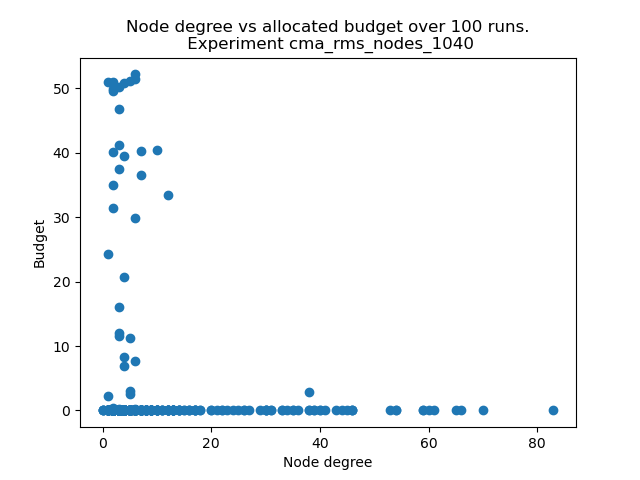 Node degree vs allocated budget over 100 runs.
Experiment cma_rms_nodes_1040
50
40
30
20
10
0
Budget
0
20
40
60
80
Node degree